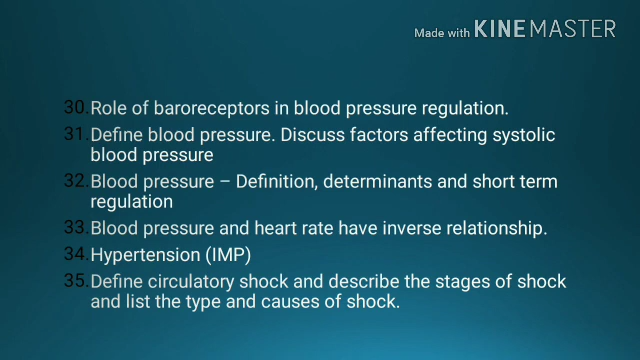 Made with KINEMASTER
30. Role of baroreceptors in blood pressure regulation.
31. Define blood pressure. Discuss factors affecting systolic
blood pressure
32. Blood pressure – Definition, determinants and short term
regulation
33. Blood pressure and heart rate have inverse relationship.
34. Hypertension (IMP)
35. Define circulatory shock and describe the stages of shock
and list the type and causes of shock.